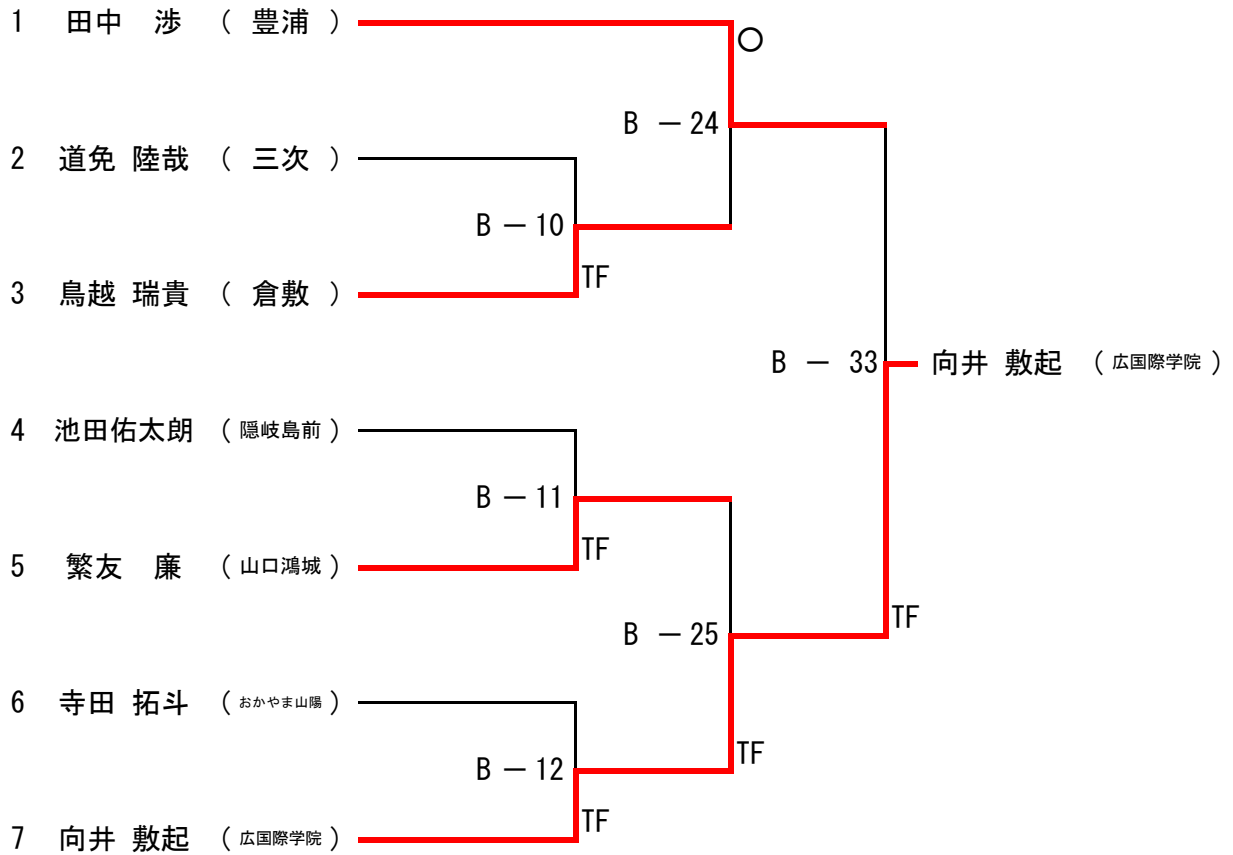 1 田中 渉 ( 豊浦 )
○
B － 24
2 道免 陸哉 ( 三次 )
B － 10
TF
3 鳥越 瑞貴 ( 倉敷 )
B － 33 向井 敷起 ( 広国際学院 )
4 池田佑太朗 ( 隠岐島前 )
B － 11
TF
5 繁友 廉 ( 山口鴻城 )
TF
B － 25
6 寺田 拓斗 ( おかやま山陽 )
TF
B － 12
TF
7 向井 敷起 ( 広国際学院 )